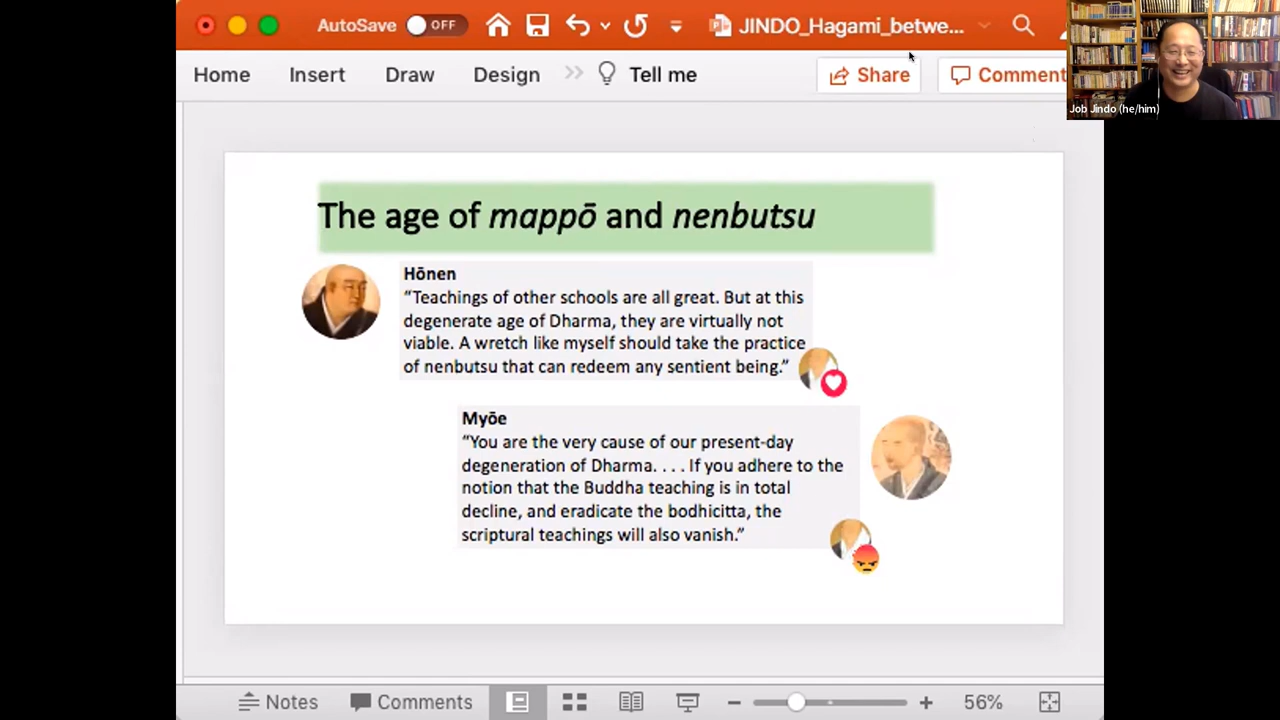 AutoSave OFF JINDO_Hagami_betwe...
Home Insert Draw Design Tell me Share Comment
Job Jindo (he/him)
The age of mappō and nenbutsu
Hōnen
“Teachings of other schools are all great. But at this
degenerate age of Dharma, they are virtually not
viable. A wretch like myself should take the practice
of nenbutsu that can redeem any sentient being.”
Myōe
“You are the very cause of our present-day
degeneration of Dharma. . . . If you adhere to the
notion that the Buddha teaching is in total
decline, and eradicate the bodhicitta, the
scriptural teachings will also vanish.”
Notes Comments 56%